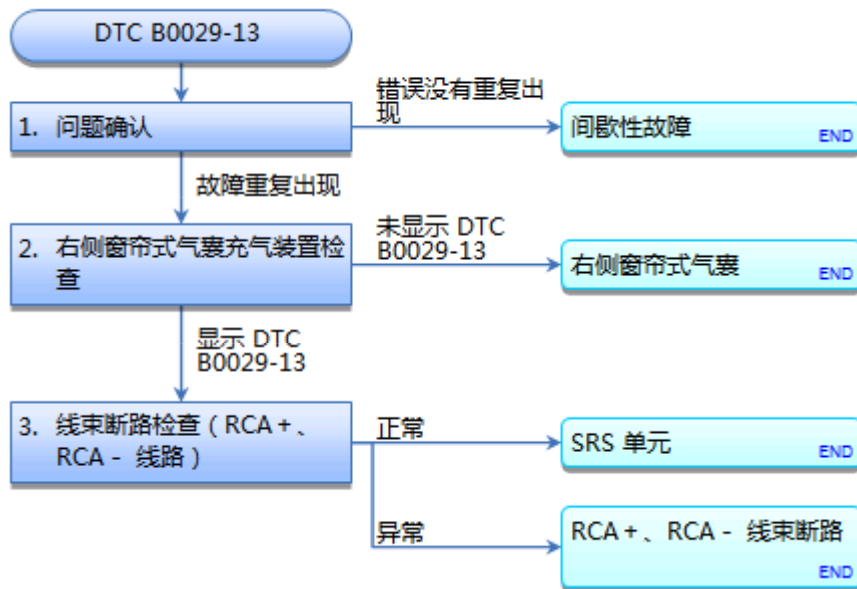 DTC B0029-13
错误没有重复出
现
1. 问题确认
间歇性故障
END
故障重复出现
未显示 DTC
B0029-13
2. 右侧窗帘式气囊充气装置检
查
右侧窗帘式气囊
END
显示 DTC
B0029-13
3. 线束断路检查（RCA＋、
RCA－ 线路）
正常
SRS 单元
END
异常
RCA＋、RCA－ 线束断路
END